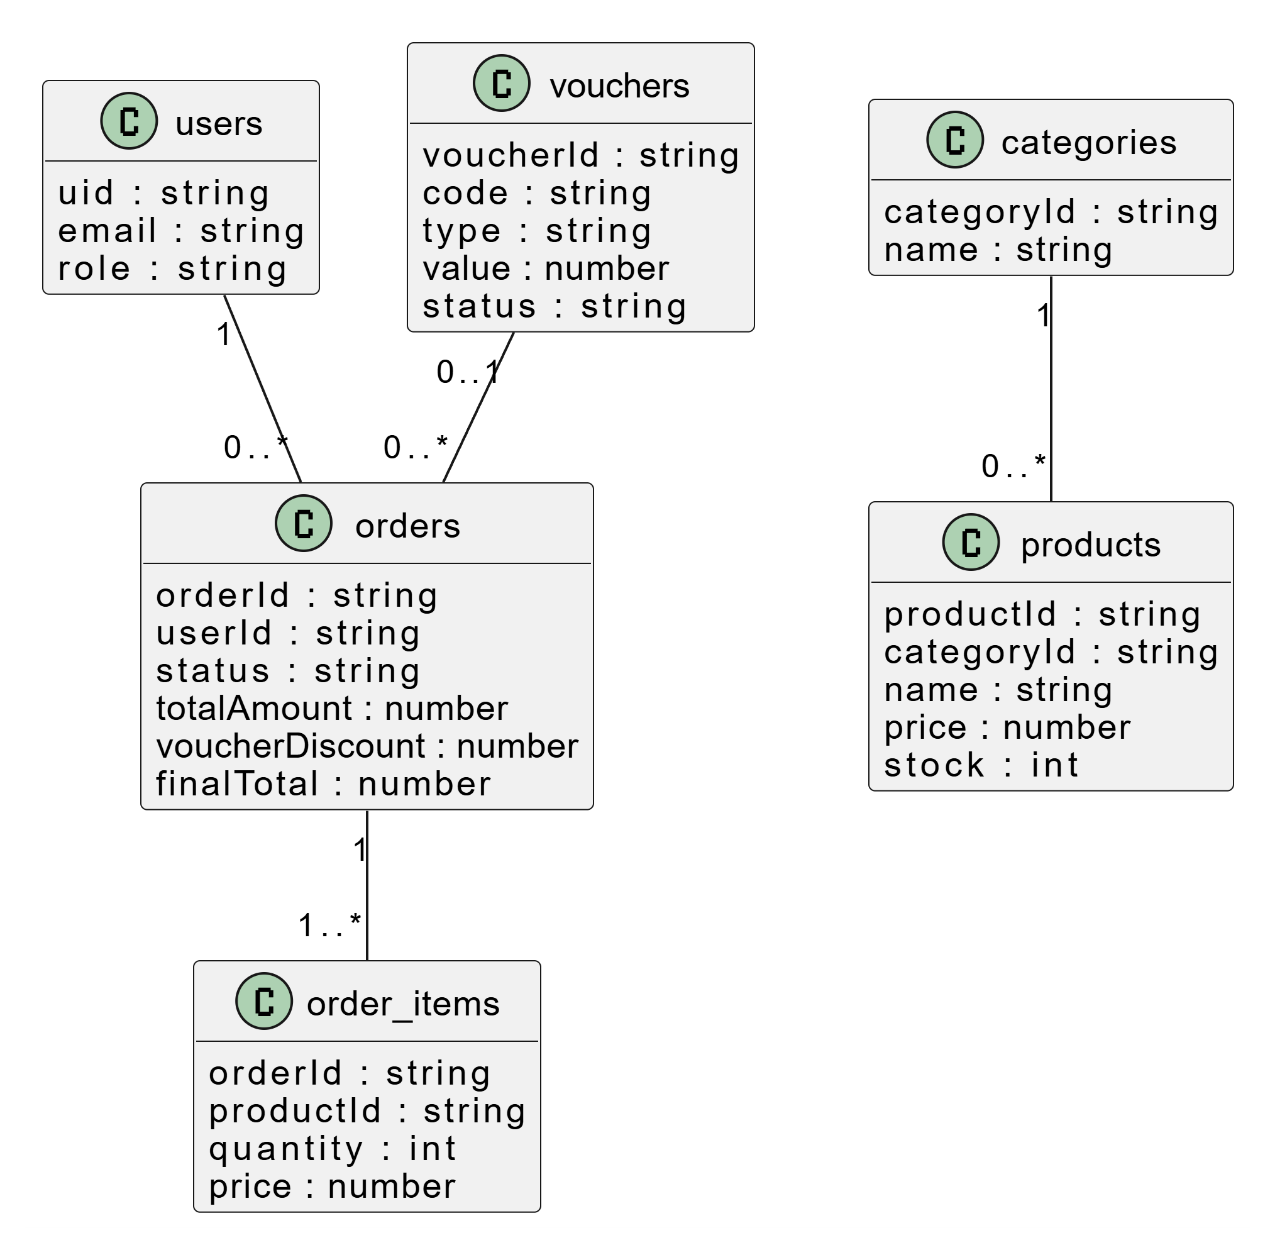 C users
uid : string
email : string
role : string
C vouchers
voucherId : string
code : string
type : string
value : number
status : string
C categories
categoryId : string
name : string
1
0..*
0..1
0..*
1
0..*
C orders
orderId : string
userId : string
status : string
totalAmount : number
voucherDiscount : number
finalTotal : number
C products
productId : string
categoryId : string
name : string
price : number
stock : int
1
1..*
C order_items
orderId : string
productId : string
quantity : int
price : number